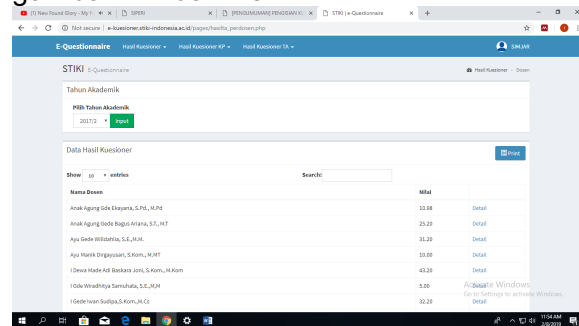 [1] New Found Glory - My Fr
SIPERI
[PENGUMUMAN] PENGISIAN KU
STIKI | e-Questionnaire
Not secure | e-kuesioner.stiki-indonesia.ac.id/pages/hasilta_perdosen.php
E-Questionnaire
Hasil Kuesioner
Hasil Kuesioner KP
Hasil Kuesioner TA
SIMJAR
STIKI E-Questionnaire
Hasil Kuesioner - Dosen
Tahun Akademik
Pilih Tahun Akademik
2017/2 Input
Data Hasil Kuesioner
Print
Show 10 entries Search:
Nama Dosen Nilai
Anak Agung Gde Ekayana, S.Pd., M.Pd 10.98 Detail
Anak Agung Gede Bagus Ariana, S.T., M.T 25.20 Detail
Ayu Gede Wildahlia, S.E.,M.M. 31.20 Detail
Ayu Manik Dirgayusari, S.Kom., M.MT 10.00 Detail
I Dewa Made Adi Baskara Joni, S.Kom., M.Kom 43.20 Detail
I Gde Wiradhitya Samuhata, S.E.,M,M 5.00 Detail
I Gede Iwan Sudipa,S.Kom.,M.Cs 32.20 Detail
Activate Windows
Go to Settings to activate Windows.
11:54 AM
2/8/2019